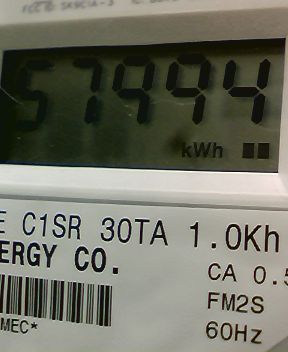 57994
kWh
E C1SR 30TA 1.0Kh
ERGY CO.
CA 0.5
FM2S
60Hz
MEC*